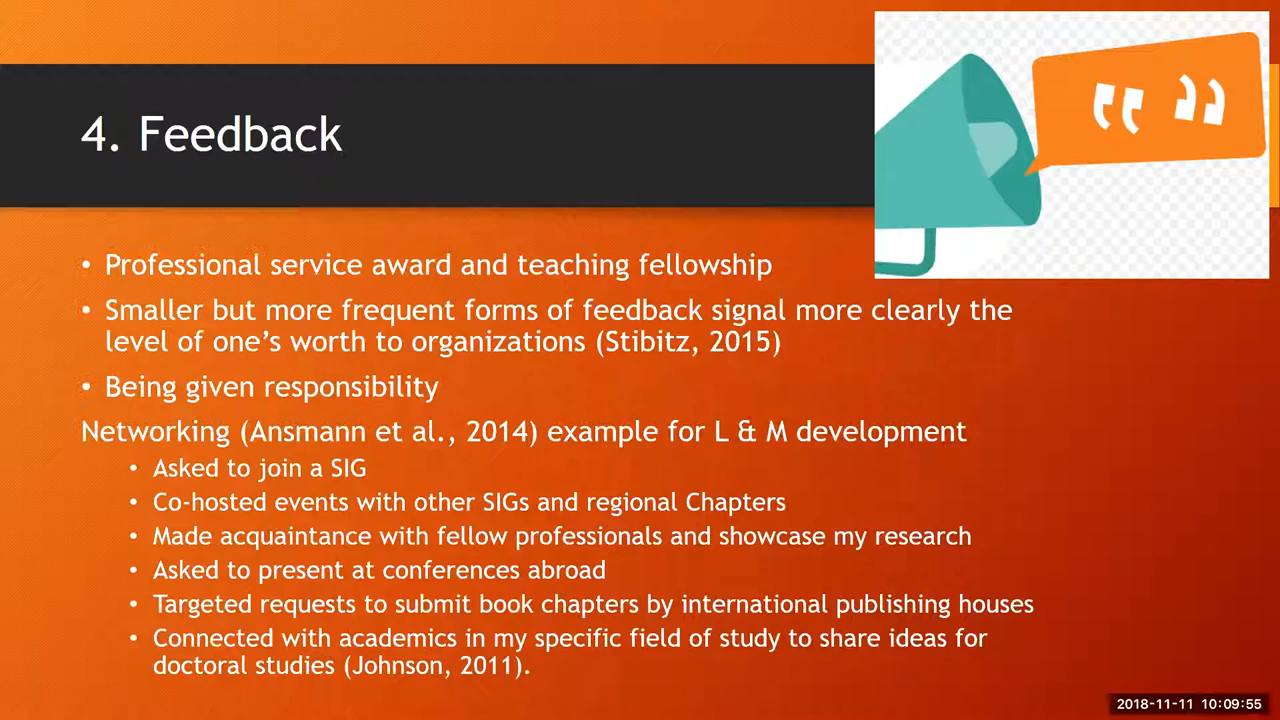 4. Feedback
• Professional service award and teaching fellowship
• Smaller but more frequent forms of feedback signal more clearly the
level of one’s worth to organizations (Stibitz, 2015)
• Being given responsibility
Networking (Ansmann et al., 2014) example for L & M development
• Asked to join a SIG
• Co-hosted events with other SIGs and regional Chapters
• Made acquaintance with fellow professionals and showcase my research
• Asked to present at conferences abroad
• Targeted requests to submit book chapters by international publishing houses
• Connected with academics in my specific field of study to share ideas for
doctoral studies (Johnson, 2011).
2018-11-11 10:09:55